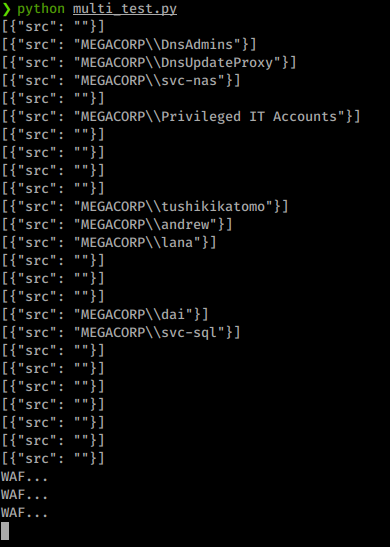 ❯ python multi_test.py
[{"src": ""}]
[{"src": "MEGACORP\\DnsAdmins"}]
[{"src": "MEGACORP\\DnsUpdateProxy"}]
[{"src": "MEGACORP\\svc-nas"}]
[{"src": ""}]
[{"src": "MEGACORP\\Privileged IT Accounts"}]
[{"src": ""}]
[{"src": ""}]
[{"src": ""}]
[{"src": ""}]
[{"src": "MEGACORP\\tushikikatomo"}]
[{"src": "MEGACORP\\andrew"}]
[{"src": "MEGACORP\\lana"}]
[{"src": ""}]
[{"src": ""}]
[{"src": ""}]
[{"src": "MEGACORP\\dai"}]
[{"src": "MEGACORP\\svc-sql"}]
[{"src": ""}]
[{"src": ""}]
[{"src": ""}]
[{"src": ""}]
[{"src": ""}]
[{"src": ""}]
[{"src": ""}]
WAF...
WAF...
WAF...